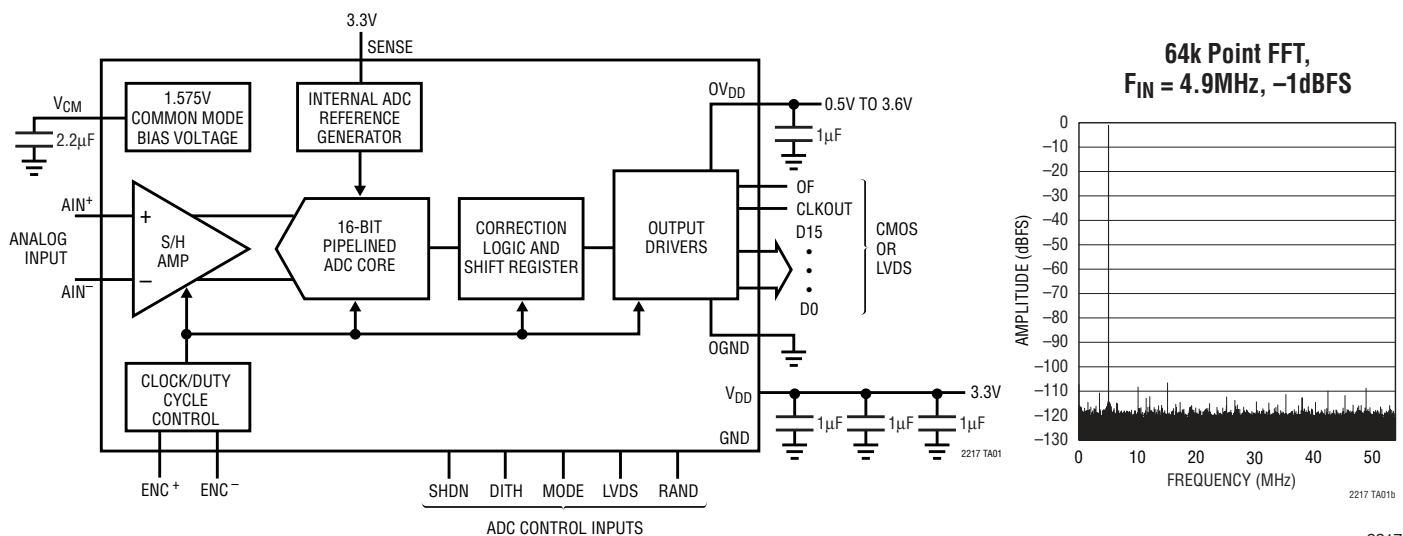 3.3V
SENSE
V_CM
2.2µF
1.575V
COMMON MODE
BIAS VOLTAGE
INTERNAL ADC
REFERENCE
GENERATOR
OV_DD
0.5V TO 3.6V
1µF
AIN⁺
ANALOG
INPUT
AIN⁻
+
S/H
AMP
–
16-BIT
PIPELINED
ADC CORE
CORRECTION
LOGIC AND
SHIFT REGISTER
OUTPUT
DRIVERS
OF
CLKOUT
D15
•
•
•
D0
CMOS
OR
LVDS
OGND
CLOCK/DUTY
CYCLE
CONTROL
V_DD
3.3V
1µF
1µF
1µF
GND
2217 TA01
ENC⁺
ENC⁻
SHDN
DITH
MODE
LVDS
RAND
ADC CONTROL INPUTS
64k Point FFT,
F_IN = 4.9MHz, –1dBFS
AMPLITUDE (dBFS)
0
–10
–20
–30
–40
–50
–60
–70
–80
–90
–100
–110
–120
–130
0
10
20
30
40
50
FREQUENCY (MHz)
2217 TA01b